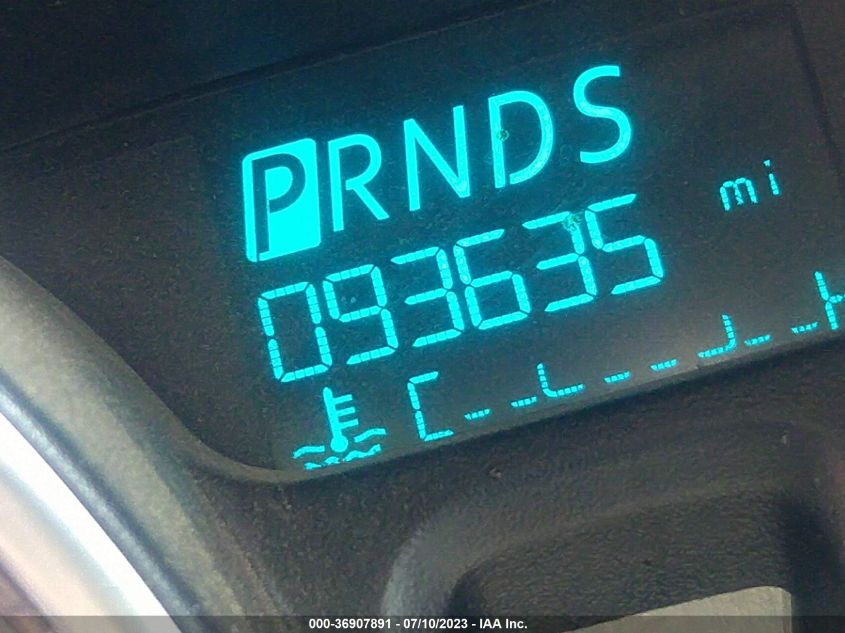 PRNDS
093635 mi
C H
000-36907891 - 07/10/2023 - IAA Inc.